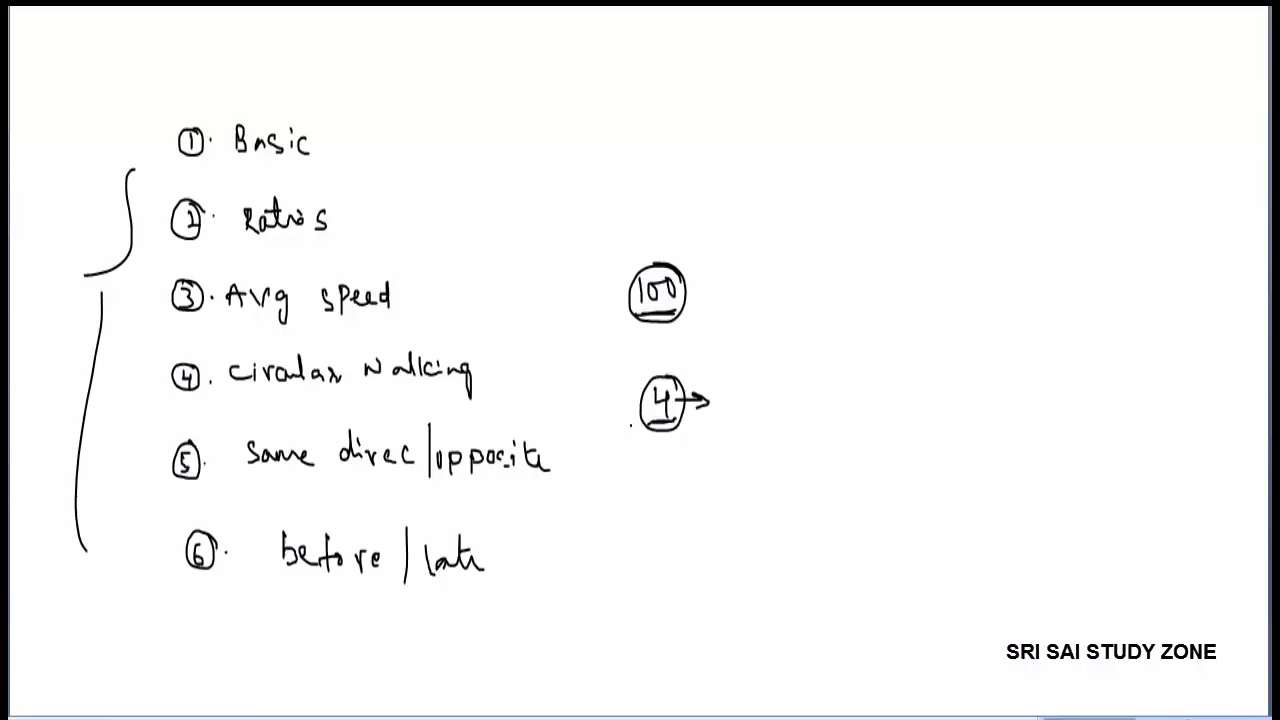 ①. Basic
②. Ratios
③. Avg speed
100
④. Circular walking
4→
⑤. Same direc/opposite
⑥. before/late
SRI SAI STUDY ZONE